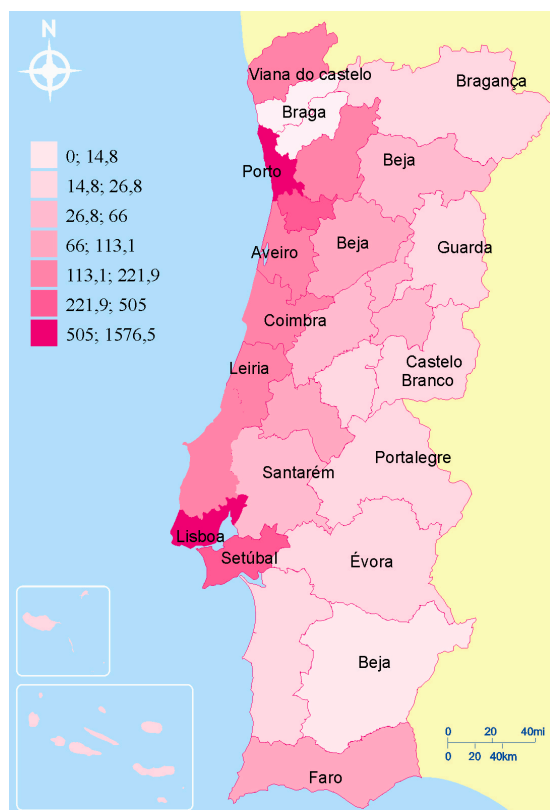 N
Viana do castelo
Bragança
Braga
0; 14,8
14,8; 26,8
26,8; 66
66; 113,1
113,1; 221,9
221,9; 505
505; 1576,5
Porto
Beja
Aveiro
Beja
Guarda
Coimbra
Leiria
Castelo
Branco
Portalegre
Santarém
Lisboa
Setúbal
Évora
Beja
Faro
0 20 40mi
0 20 40km